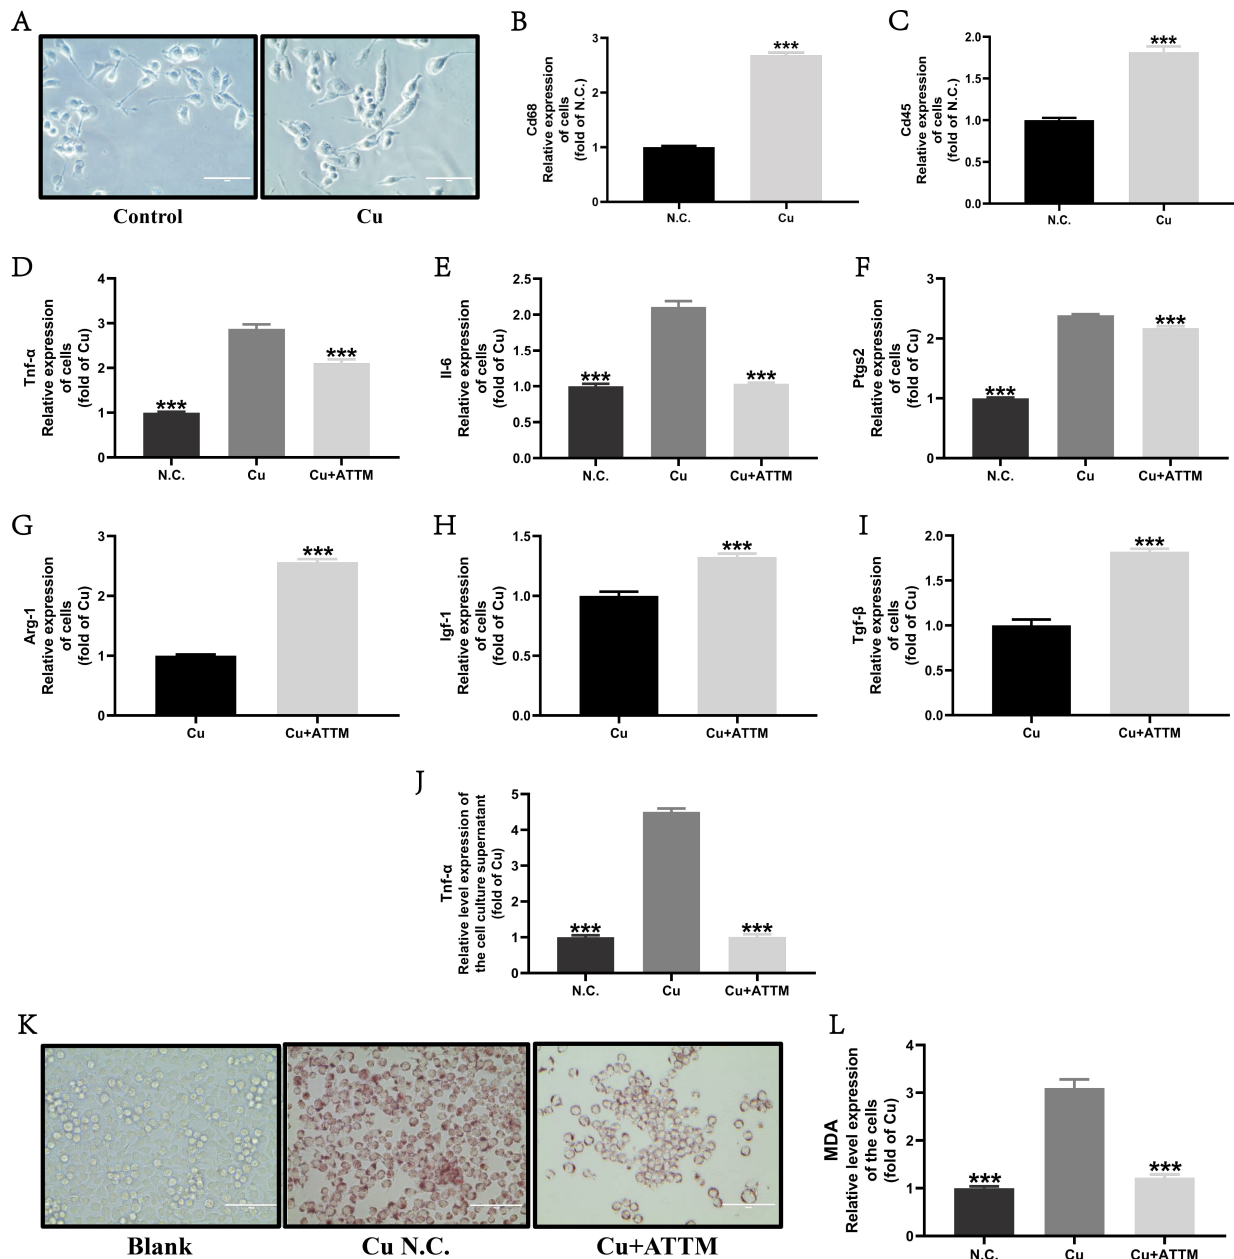 A
Control
Cu
B
Cd68
Relative expression
of cells
(fold of N.C.)
3
2
1
0
***
N.C.
Cu
C
Cd45
Relative expression
of cells
(fold of N.C.)
2.0
1.5
1.0
0.5
0.0
***
N.C.
Cu
D
Tnf-α
Relative expression
of cells
(fold of Cu)
4
3
2
1
0
***
***
N.C.
Cu
Cu+ATTM
E
Il-6
Relative expression
of cells
(fold of Cu)
2.5
2.0
1.5
1.0
0.5
0.0
***
***
N.C.
Cu
Cu+ATTM
F
Ptgs2
Relative expression
of cells
(fold of Cu)
3
2
1
0
***
***
N.C.
Cu
Cu+ATTM
G
Arg-1
Relative expression
of cells
(fold of Cu)
3
2
1
0
***
Cu
Cu+ATTM
H
Igf-1
Relative expression
of cells
(fold of Cu)
1.5
1.0
0.5
0.0
***
Cu
Cu+ATTM
I
Tgf-β
Relative expression
of cells
(fold of Cu)
2.0
1.5
1.0
0.5
0.0
***
Cu
Cu+ATTM
J
Tnf-α
Relative level expression of
the cell culture supernatant
(fold of Cu)
5
4
3
2
1
0
***
***
N.C.
Cu
Cu+ATTM
K
Blank
Cu N.C.
Cu+ATTM
L
MDA
Relative level expression
of the cells
(Fold of Cu)
4
3
2
1
0
***
***
N.C.
Cu
Cu+ATTM